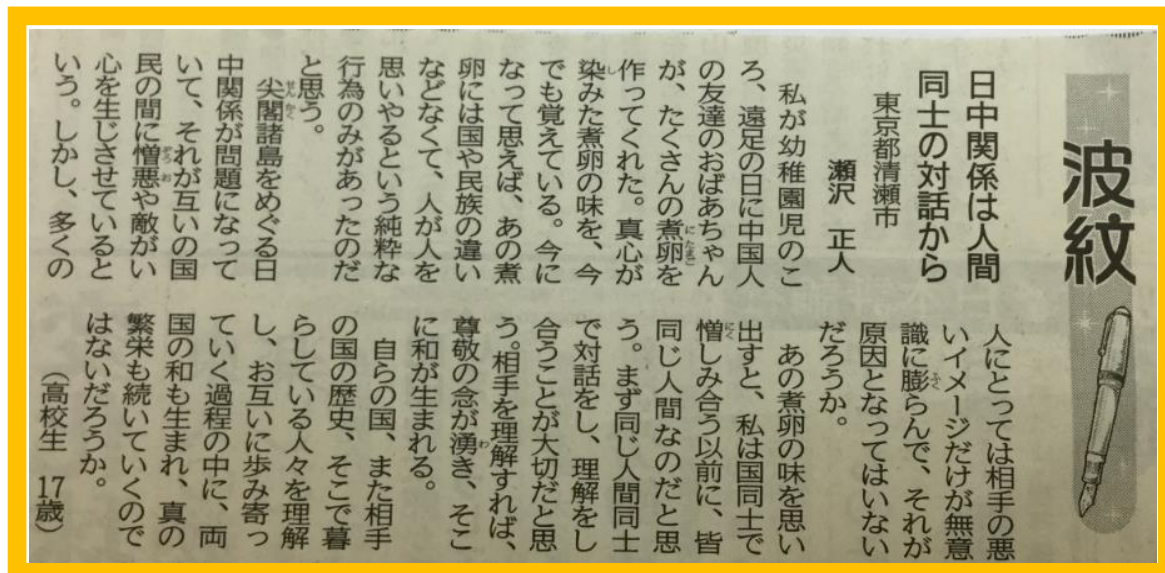 波紋
日中関係は人間
同士の対話から
東京都清瀬市
瀬沢 正人
私が幼稚園児のこ
ろ、遠足の日に中国人
の友達のおばあちゃん
が、たくさんの煮卵を
作ってくれた。真心が
染みた煮卵の味を、今
でも覚えている。今に
なって思えば、あの煮
卵には国や民族の違い
などなくて、人が人を
思いやるという純粋な
行為のみがあったのだ
と思う。
尖閣諸島をめぐる日
中関係が問題になって
いて、それが互いの国
民の間に憎悪や敵がい
心を生じさせていると
いう。しかし、多くの
人にとっては相手の悪
いイメージだけが無意
識に膨らんで、それが
原因となってはいない
だろうか。
あの煮卵の味を思い
出すと、私は国同士で
憎しみ合う以前に、皆
同じ人間なのだと思
う。まず同じ人間同士
で対話をし、理解をし
合うことが大切だと思
う。相手を理解すれば、
尊敬の念が湧き、そこ
に和が生まれる。
自らの国、また相手
の国の歴史、そこで暮
らしている人々を理解
し、お互いに歩み寄っ
ていく過程の中に、両
国の和も生まれ、真の
繁栄も続いていくので
はないだろうか。
（高校生 17歳）